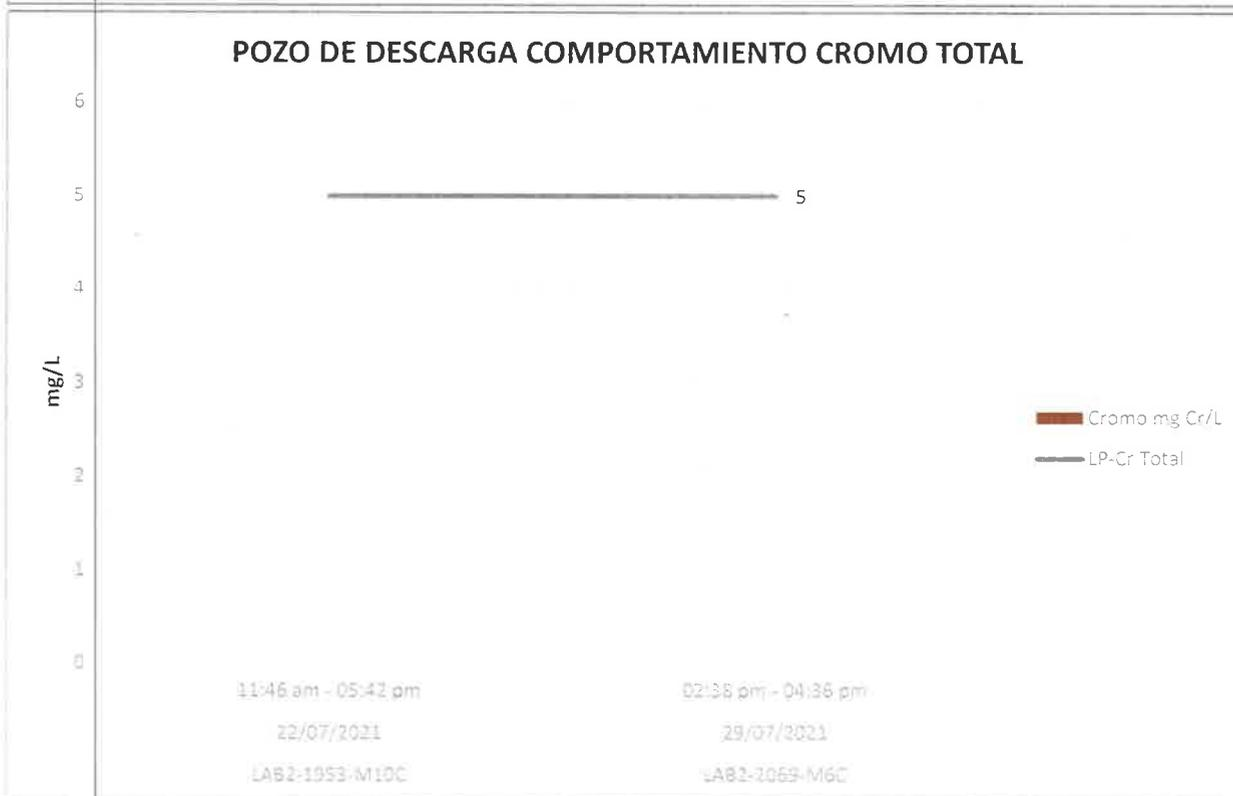 POZO DE DESCARGA COMPORTAMIENTO CROMO TOTAL
6
5
5
4
mg/L
3
Cromo mg Cr/L
LP-Cr Total
2
1
0
11:46 am - 05:42 pm
02:38 pm - 04:36 pm
22/07/2021
29/07/2021
LAB2-1953-M10C
LAB2-2069-M6C